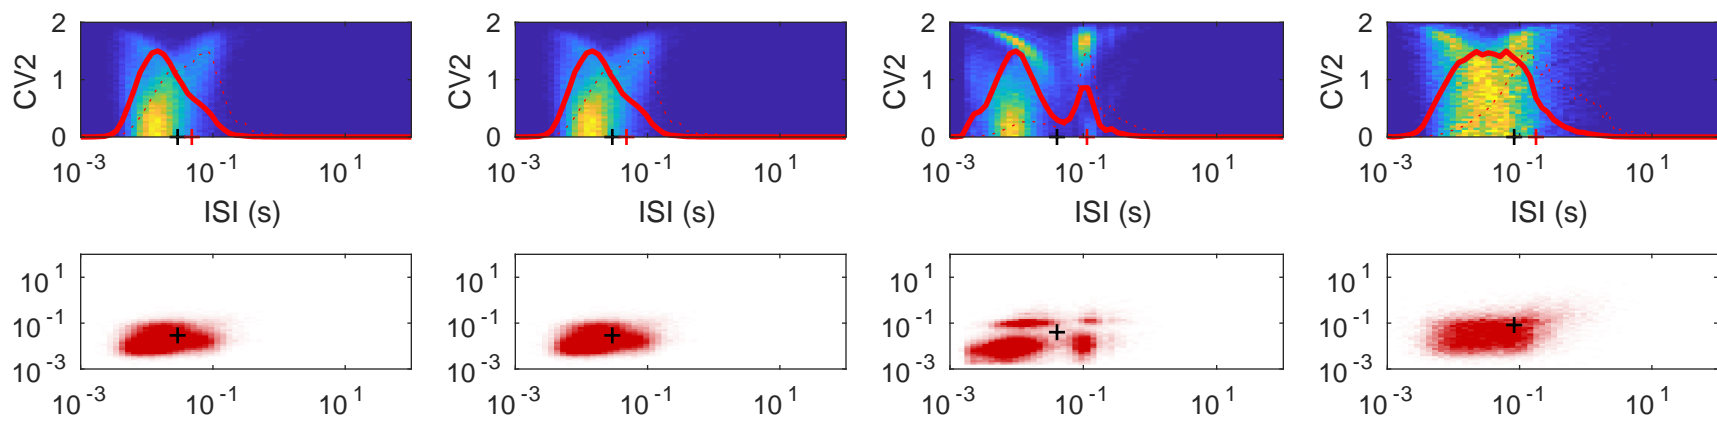 2 2 2 2
CV2 1 CV2 1 CV2 1 CV2 1
0 0 0 0
10^-3 10^-1 10^1 10^-3 10^-1 10^1 10^-3 10^-1 10^1 10^-3 10^-1 10^1
ISI (s) ISI (s) ISI (s) ISI (s)
10^1 10^1 10^1 10^1
10^-1 10^-1 10^-1 10^-1
10^-3 10^-3 10^-3 10^-3
10^-3 10^-1 10^1 10^-3 10^-1 10^1 10^-3 10^-1 10^1 10^-3 10^-1 10^1